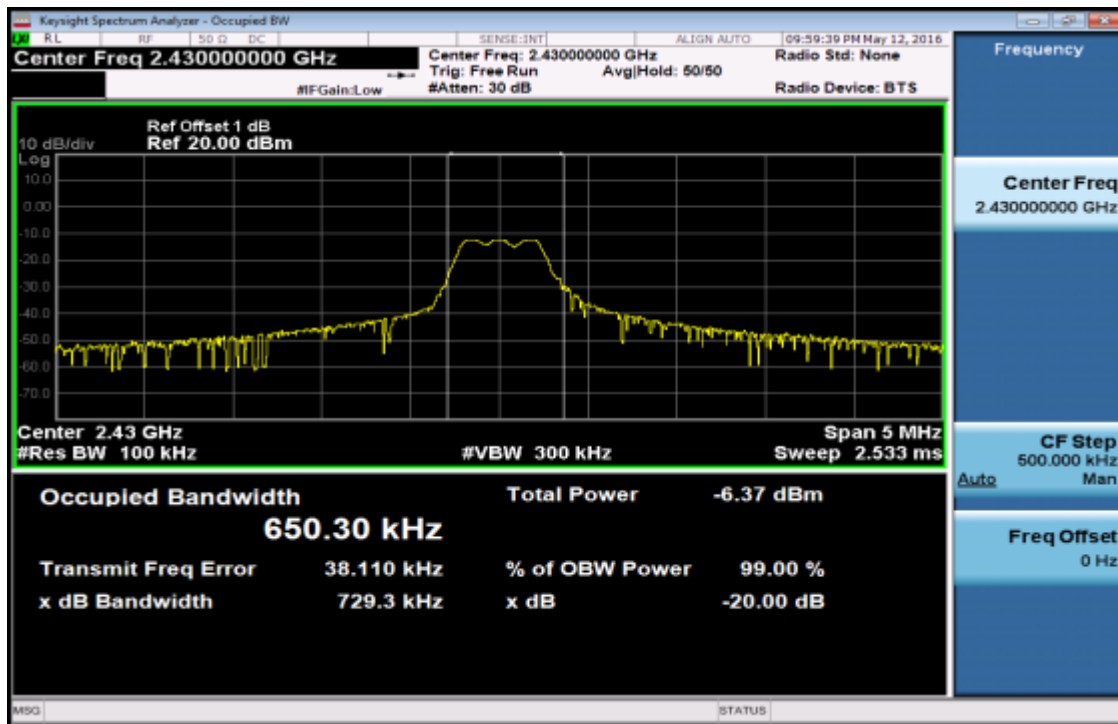 Keysight Spectrum Analyzer - Occupied BW
LXI RL RF 50 Ω DC SENSE:INT ALIGN AUTO 09:59:39 PM May 12, 2016
Center Freq 2.430000000 GHz
Center Freq: 2.430000000 GHz Radio Std: None
Trig: Free Run Avg|Hold: 50/50
#IFGain:Low #Atten: 30 dB Radio Device: BTS
Frequency
Ref Offset 1 dB
10 dB/div Ref 20.00 dBm
Log
10.0
0.00
-10.0
-20.0
-30.0
-40.0
-50.0
-60.0
-70.0
Center 2.43 GHz Span 5 MHz
#Res BW 100 kHz #VBW 300 kHz Sweep 2.533 ms
Occupied Bandwidth Total Power -6.37 dBm
650.30 kHz
Transmit Freq Error 38.110 kHz % of OBW Power 99.00 %
x dB Bandwidth 729.3 kHz x dB -20.00 dB
Center Freq
2.430000000 GHz
CF Step
500.000 kHz
Auto Man
Freq Offset
0 Hz
MSG STATUS